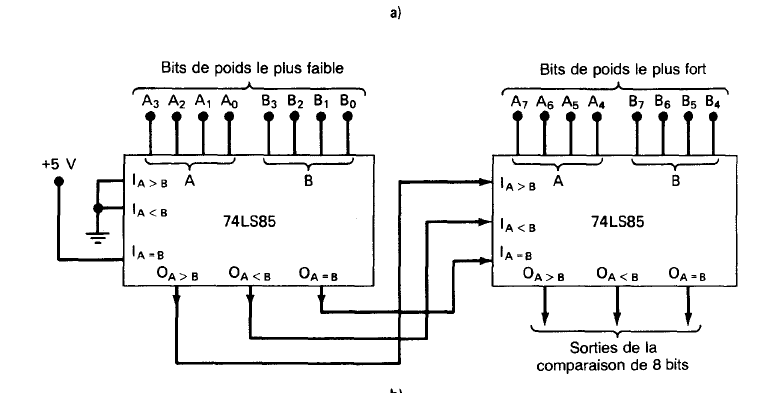 a)
Bits de poids le plus faible
Bits de poids le plus fort
A3 A2 A1 A0 B3 B2 B1 B0
A7 A6 A5 A4 B7 B6 B5 B4
+5 V
IA > B
A
B
IA < B
74LS85
IA = B
OA > B OA < B OA = B
IA > B
A
B
IA < B
74LS85
IA = B
OA > B OA < B OA = B
Sorties de la
comparaison de 8 bits